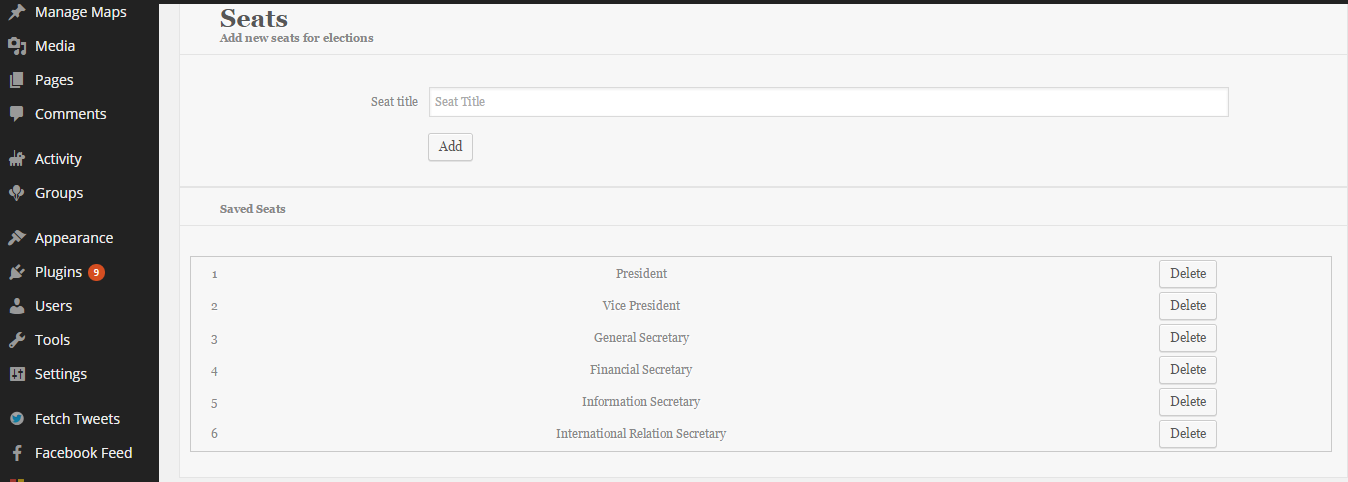 Manage Maps
Media
Pages
Comments
Activity
Groups
Appearance
Plugins 9
Users
Tools
Settings
Fetch Tweets
Facebook Feed
Seats
Add new seats for elections
Seat title Seat Title
Add
Saved Seats
1 President Delete
2 Vice President Delete
3 General Secretary Delete
4 Financial Secretary Delete
5 Information Secretary Delete
6 International Relation Secretary Delete